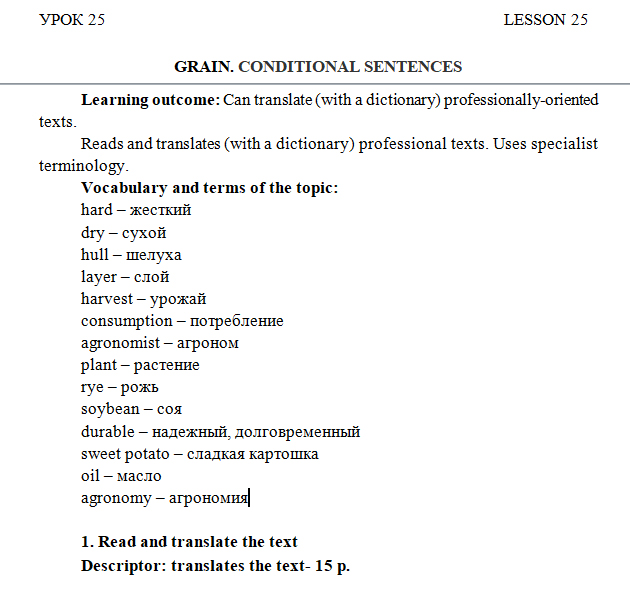 УРОК 25 LESSON 25
GRAIN. CONDITIONAL SENTENCES
Learning outcome: Can translate (with a dictionary) professionally-oriented
texts.
Reads and translates (with a dictionary) professional texts. Uses specialist
terminology.
Vocabulary and terms of the topic:
hard – жесткий
dry – сухой
hull – шелуха
layer – слой
harvest – урожай
consumption – потребление
agronomist – агроном
plant – растение
rye – рожь
soybean – соя
durable – надежный, долговременный
sweet potato – сладкая картошка
oil – масло
agronomy – агрономия
1. Read and translate the text
Descriptor: translates the text- 15 p.